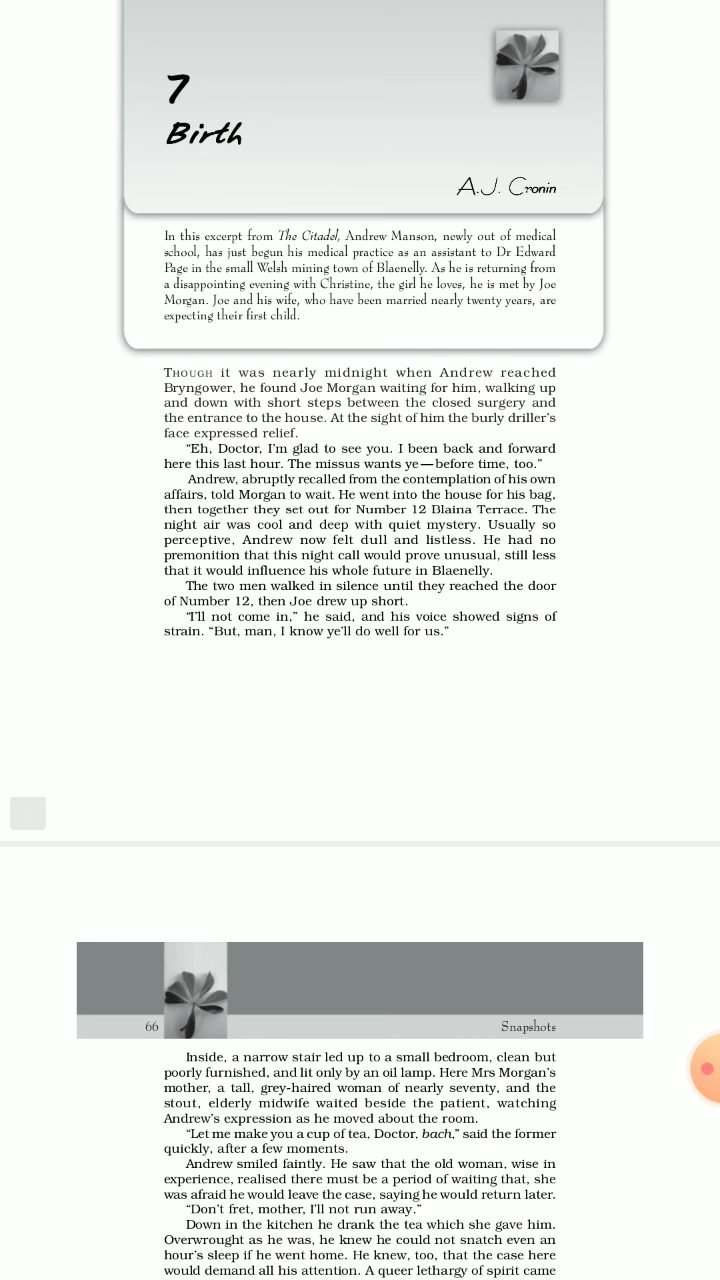 7
Birth
A.J. Cronin
In this excerpt from The Citadel, Andrew Manson, newly out of medical
school, has just begun his medical practice as an assistant to Dr Edward
Page in the small Welsh mining town of Blaenelly. As he is returning from
a disappointing evening with Christine, the girl he loves, he is met by Joe
Morgan. Joe and his wife, who have been married nearly twenty years, are
expecting their first child.
THOUGH it was nearly midnight when Andrew reached
Bryngower, he found Joe Morgan waiting for him, walking up
and down with short steps between the closed surgery and
the entrance to the house. At the sight of him the burly driller's
face expressed relief.
“Eh, Doctor, I'm glad to see you. I been back and forward
here this last hour. The missus wants ye — before time, too.”
Andrew, abruptly recalled from the contemplation of his own
affairs, told Morgan to wait. He went into the house for his bag,
then together they set out for Number 12 Blaina Terrace. The
night air was cool and deep with quiet mystery. Usually so
perceptive, Andrew now felt dull and listless. He had no
premonition that this night call would prove unusual, still less
that it would influence his whole future in Blaenelly.
The two men walked in silence until they reached the door
of Number 12, then Joe drew up short.
“I'll not come in,” he said, and his voice showed signs of
strain. “But, man, I know ye'll do well for us.”
66
Snapshots
Inside, a narrow stair led up to a small bedroom, clean but
poorly furnished, and lit only by an oil lamp. Here Mrs Morgan's
mother, a tall, grey-haired woman of nearly seventy, and the
stout, elderly midwife waited beside the patient, watching
Andrew's expression as he moved about the room.
“Let me make you a cup of tea, Doctor, bach,” said the former
quickly, after a few moments.
Andrew smiled faintly. He saw that the old woman, wise in
experience, realised there must be a period of waiting that, she
was afraid he would leave the case, saying he would return later.
“Don't fret, mother, I'll not run away.”
Down in the kitchen he drank the tea which she gave him.
Overwrought as he was, he knew he could not snatch even an
hour's sleep if he went home. He knew, too, that the case here
would demand all his attention. A queer lethargy of spirit came